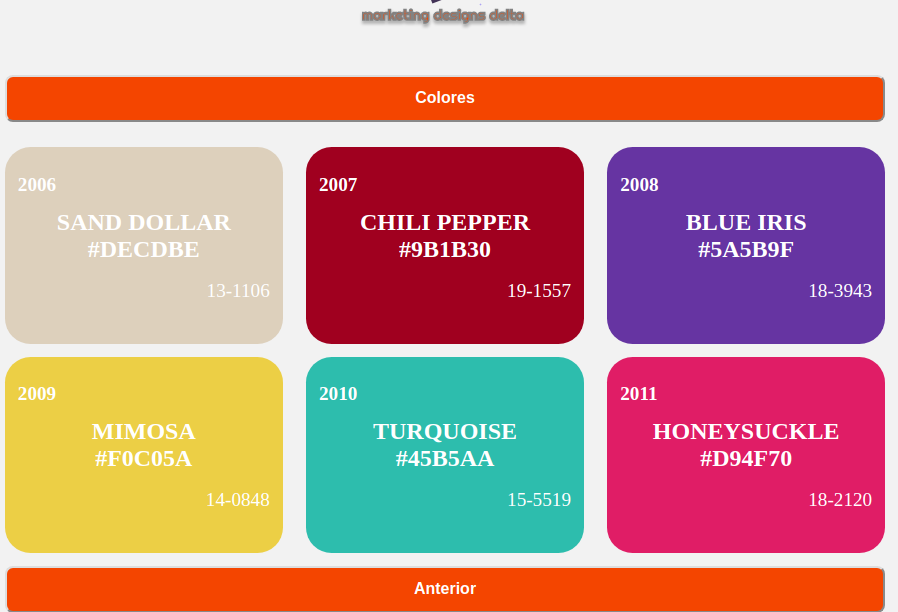 marketing designs delta
Colores
2006
SAND DOLLAR
#DECDBE
13-1106
2007
CHILI PEPPER
#9B1B30
19-1557
2008
BLUE IRIS
#5A5B9F
18-3943
2009
MIMOSA
#F0C05A
14-0848
2010
TURQUOISE
#45B5AA
15-5519
2011
HONEYSUCKLE
#D94F70
18-2120
Anterior